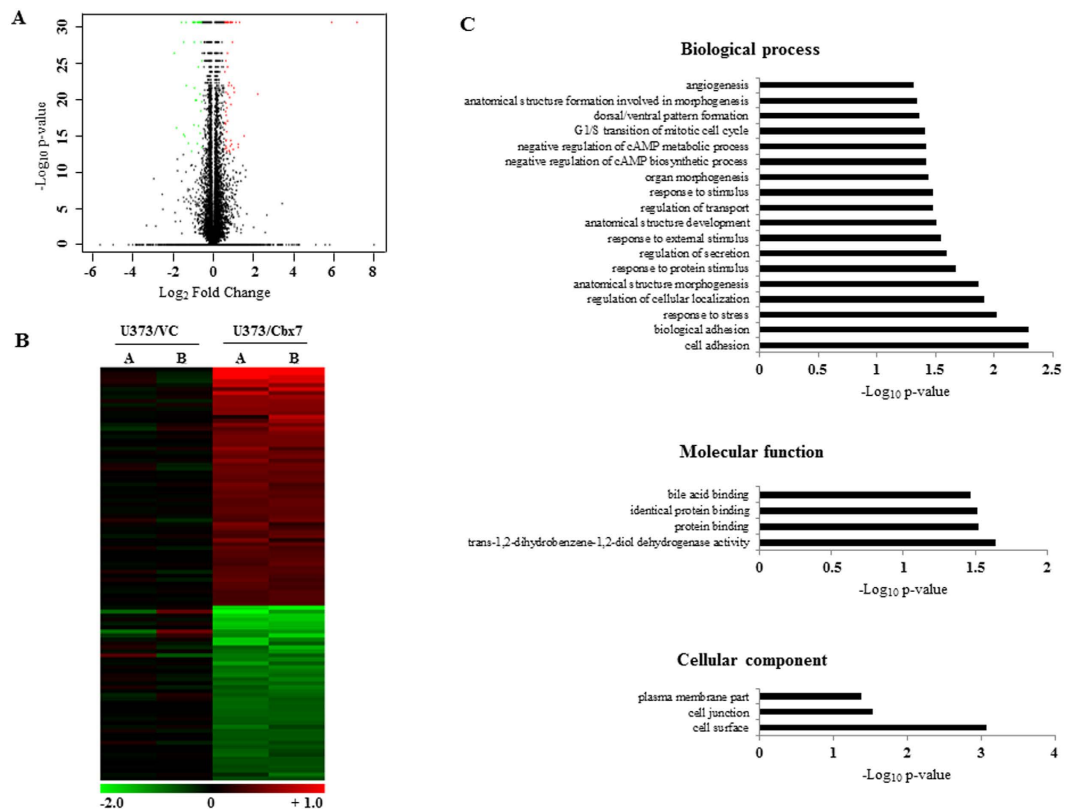 A
30
25
20
15
10
5
0
-Log10 p-value
-6 -4 -2 0 2 4 6 8
Log2 Fold Change
B
U373/VC U373/Cbx7
A B A B
-2.0 0 + 1.0
C
Biological process
angiogenesis
anatomical structure formation involved in morphogenesis
dorsal/ventral pattern formation
G1/S transition of mitotic cell cycle
negative regulation of cAMP metabolic process
negative regulation of cAMP biosynthetic process
organ morphogenesis
response to stimulus
regulation of transport
anatomical structure development
response to external stimulus
regulation of secretion
response to protein stimulus
anatomical structure morphogenesis
regulation of cellular localization
response to stress
biological adhesion
cell adhesion
0 0.5 1 1.5 2 2.5
-Log10 p-value
Molecular function
bile acid binding
identical protein binding
protein binding
trans-1,2-dihydrobenzene-1,2-diol dehydrogenase activity
0 0.5 1 1.5 2
-Log10 p-value
Cellular component
plasma membrane part
cell junction
cell surface
0 1 2 3 4
-Log10 p-value